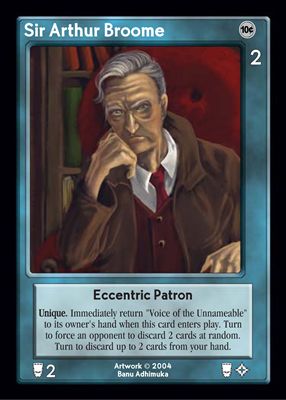 Sir Arthur Broome
10¢
2
Eccentric Patron
Unique. Immediately return "Voice of the Unnameable"
to its owner's hand when this card enters play. Turn
to force an opponent to discard 2 cards at random.
Turn to discard up to 2 cards from your hand.
2
Artwork © 2004
Banu Adhimuka